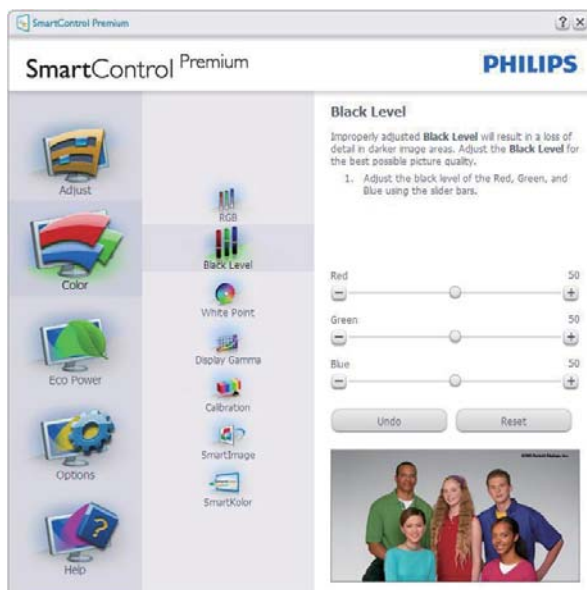 SmartControl Premium
SmartControl Premium
PHILIPS
Adjust
Color
Eco Power
Options
Help
RGB
Black Level
White Point
Display Gamma
Calibration
SmartImage
SmartKolor
Black Level
Improperly adjusted Black Level will result in a loss of
detail in darker image areas. Adjust the Black Level for
the best possible picture quality.
1. Adjust the black level of the Red, Green, and
Blue using the slider bars.
Red 50
Green 50
Blue 50
Undo Reset